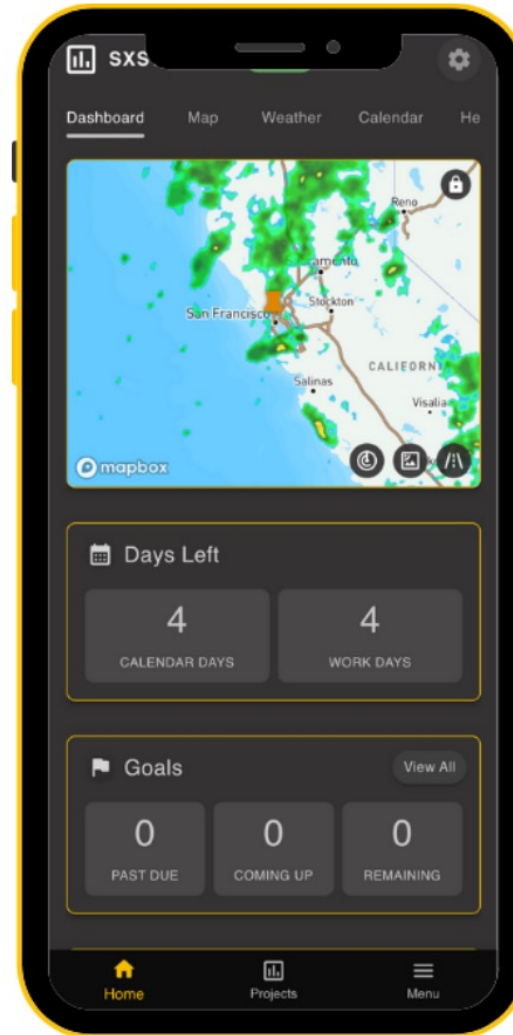 SXS
Dashboard Map Weather Calendar He
Reno
Sacramento
San Francisco Stockton
CALIFORNI
Salinas
Visalia
mapbox
Days Left
4 4
CALENDAR DAYS WORK DAYS
Goals View All
0 0 0
PAST DUE COMING UP REMAINING
Home Projects Menu